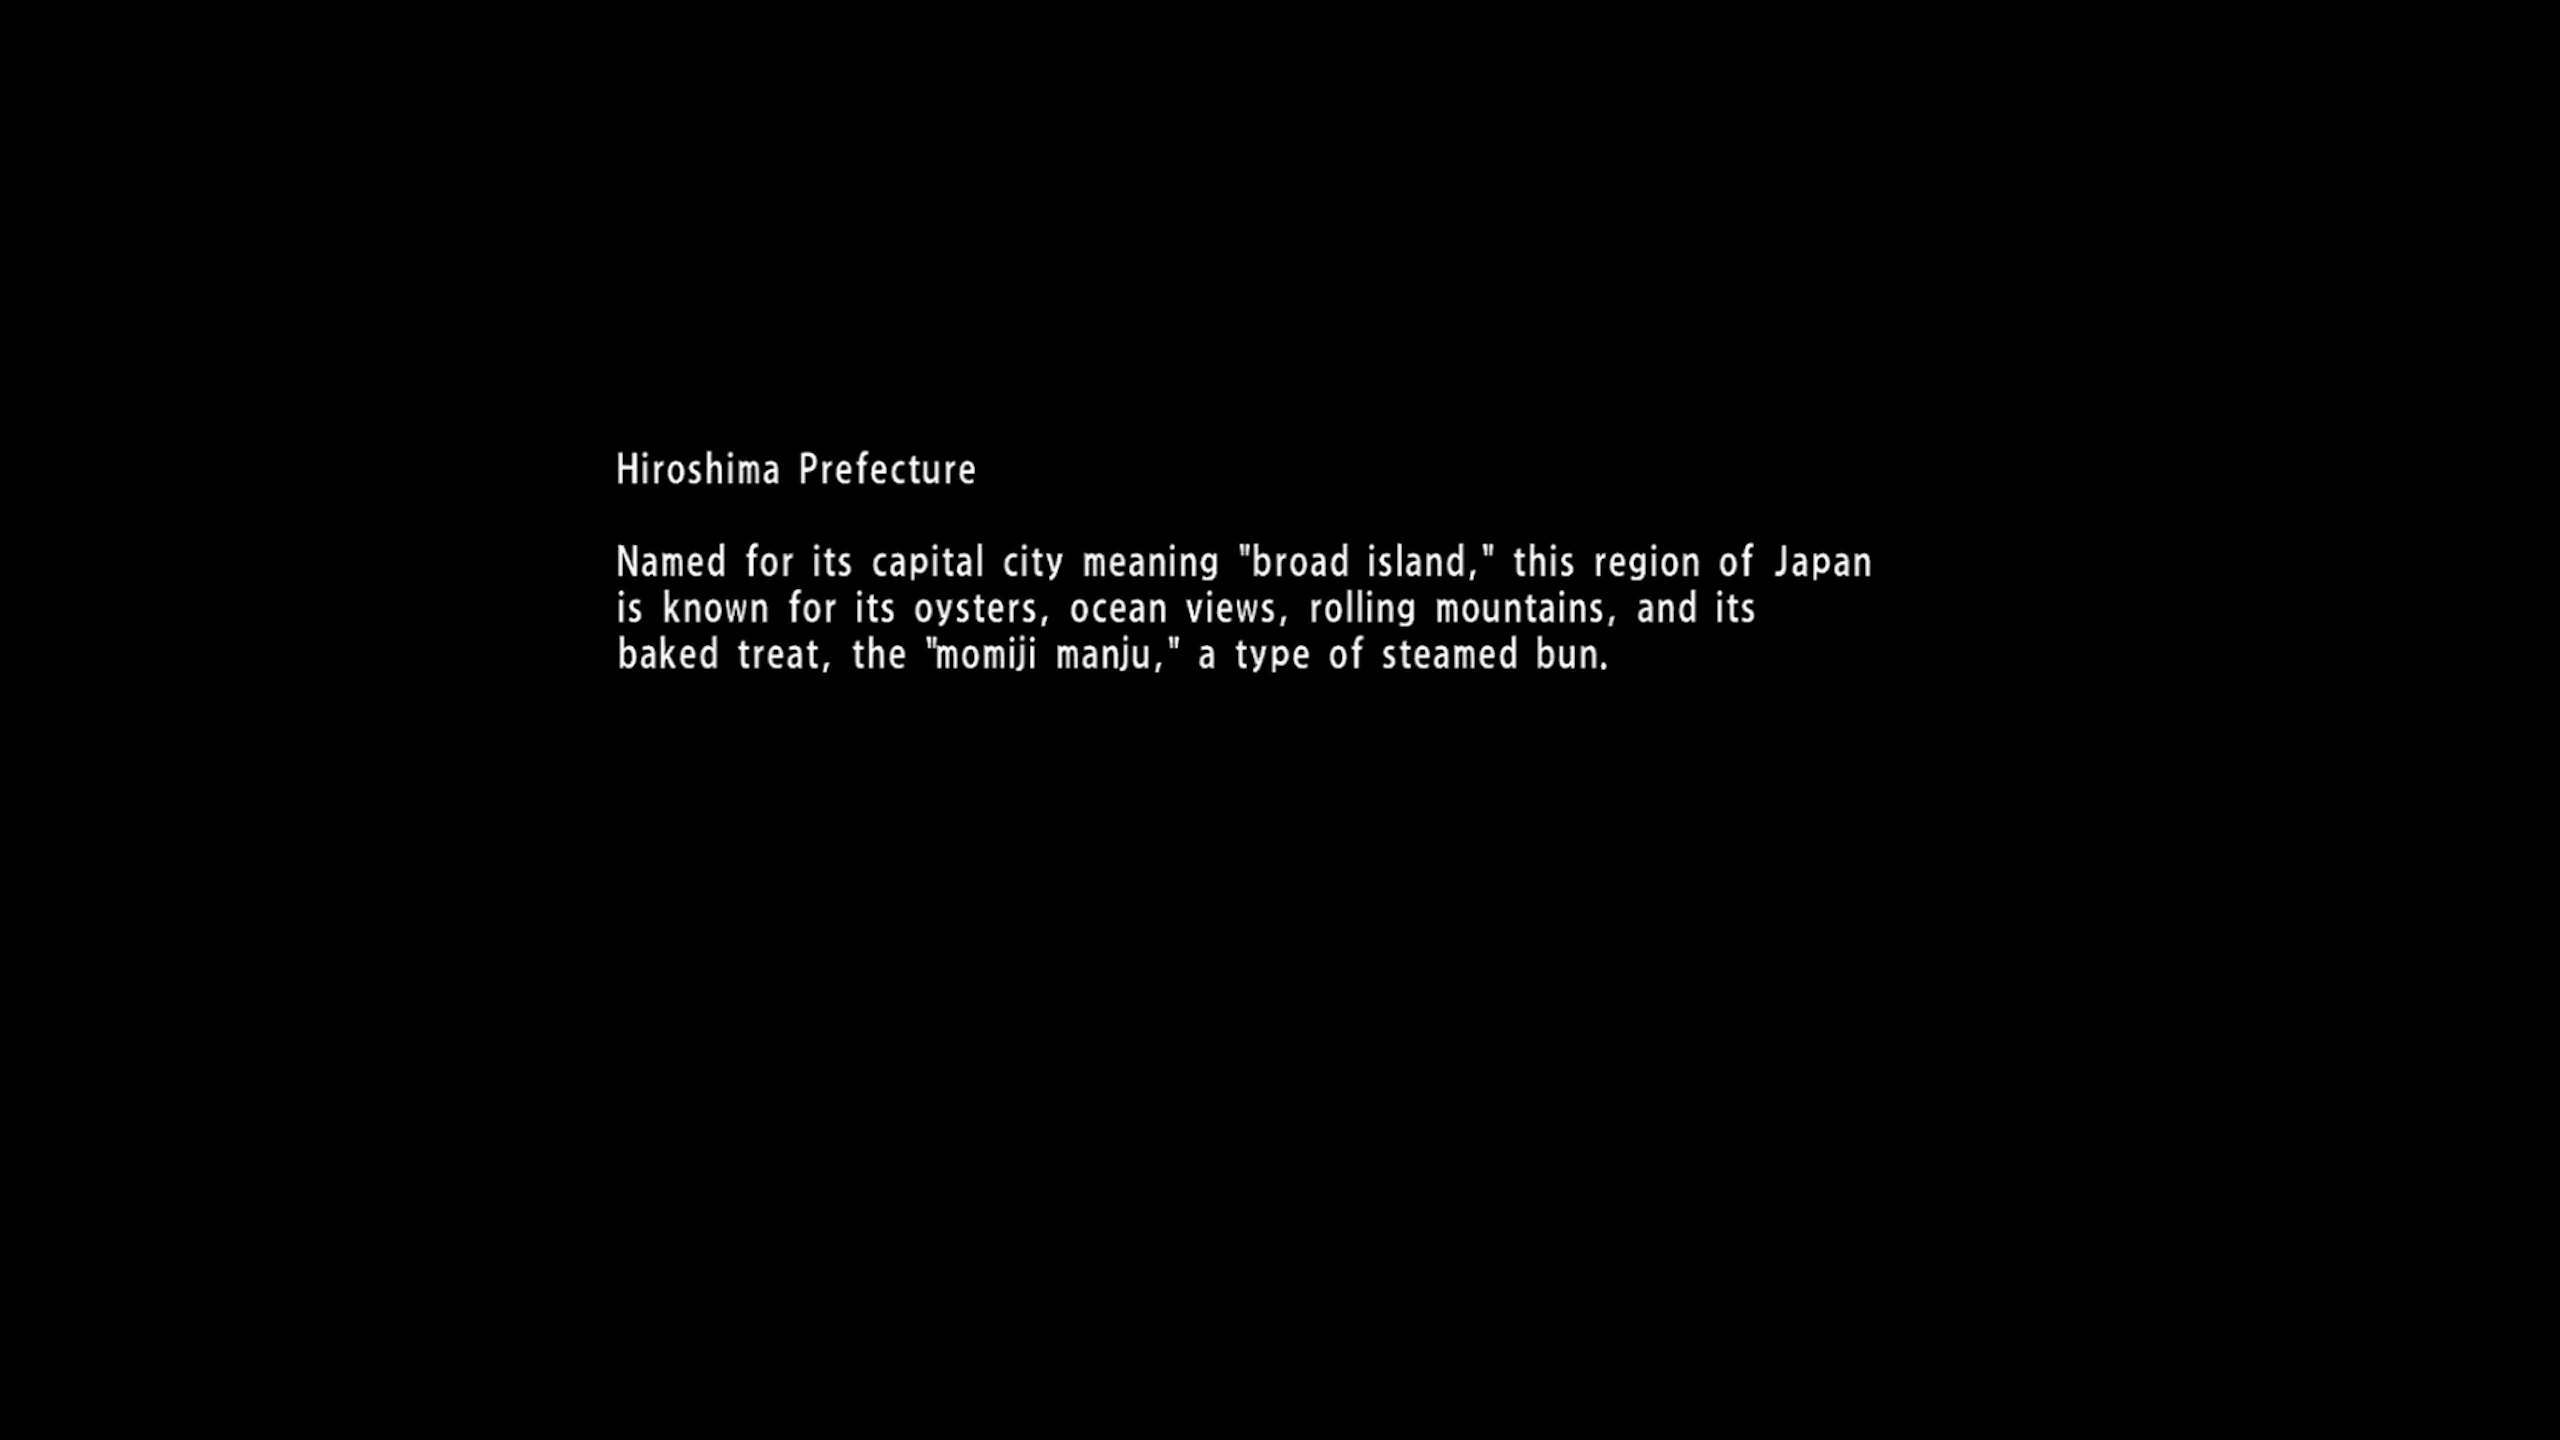 Hiroshima Prefecture
Named for its capital city meaning "broad island," this region of Japan
is known for its oysters, ocean views, rolling mountains, and its
baked treat, the "momiji manju," a type of steamed bun.